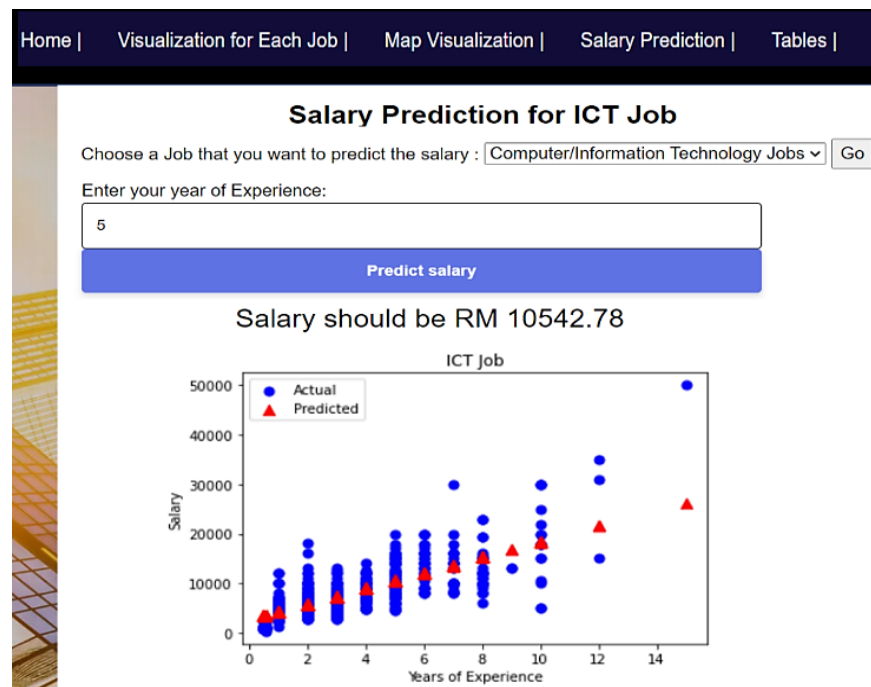 Home | Visualization for Each Job | Map Visualization | Salary Prediction | Tables |
Salary Prediction for ICT Job
Choose a Job that you want to predict the salary : Computer/Information Technology Jobs Go
Enter your year of Experience:
5
Predict salary
Salary should be RM 10542.78
ICT Job
Actual
Predicted
50000
40000
30000
20000
10000
0
Salary
0 2 4 6 8 10 12 14
Years of Experience